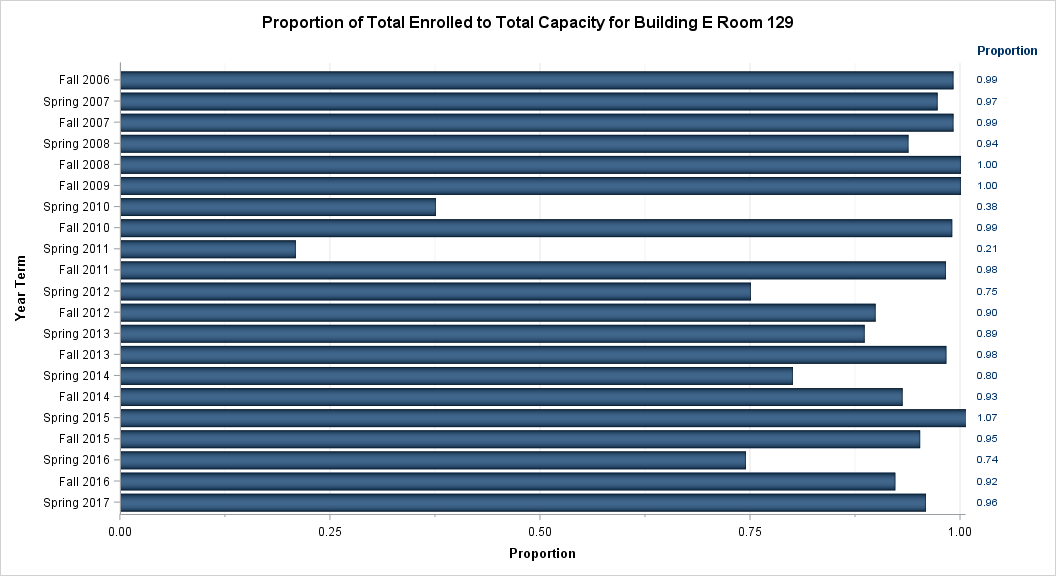 Proportion of Total Enrolled to Total Capacity for Building E Room 129
Proportion
Fall 2006 0.99
Spring 2007 0.97
Fall 2007 0.99
Spring 2008 0.94
Fall 2008 1.00
Fall 2009 1.00
Spring 2010 0.38
Fall 2010 0.99
Spring 2011 0.21
Fall 2011 0.98
Spring 2012 0.75
Fall 2012 0.90
Spring 2013 0.89
Fall 2013 0.98
Spring 2014 0.80
Fall 2014 0.93
Spring 2015 1.07
Fall 2015 0.95
Spring 2016 0.74
Fall 2016 0.92
Spring 2017 0.96
Year Term
0.00 0.25 0.50 0.75 1.00
Proportion